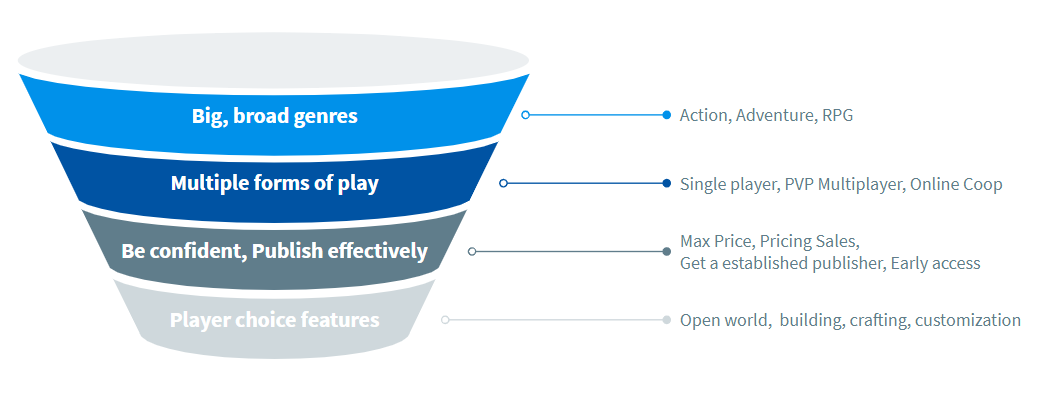 Big, broad genres
Action, Adventure, RPG
Multiple forms of play
Single player, PVP Multiplayer, Online Coop
Be confident, Publish effectively
Max Price, Pricing Sales,
Get a established publisher, Early access
Player choice features
Open world,  building, crafting, customization